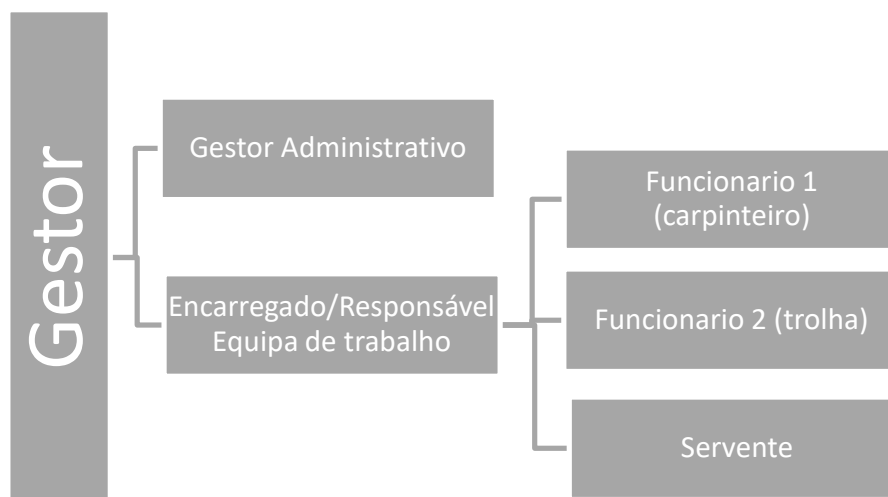 Gestor
Gestor Administrativo
Encarregado/Responsável
Equipa de trabalho
Funcionario 1
(carpinteiro)
Funcionario 2 (trolha)
Servente